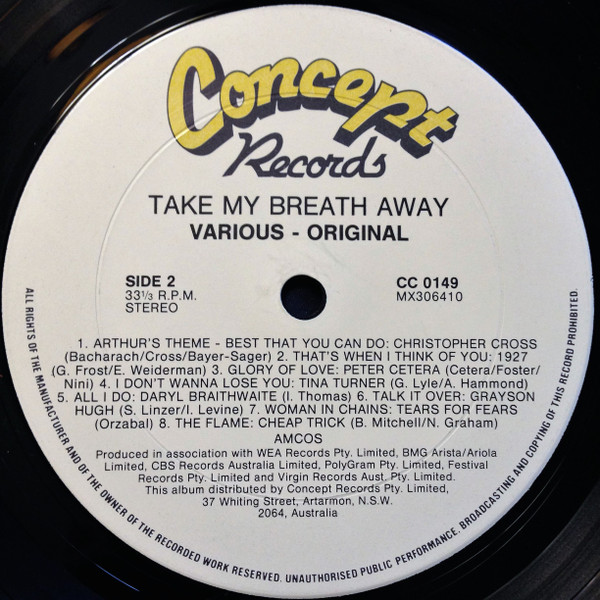 Concept
Records
TAKE MY BREATH AWAY
VARIOUS - ORIGINAL
SIDE 2
33⅓ R.P.M.
STEREO
CC 0149
MX306410
1. ARTHUR'S THEME - BEST THAT YOU CAN DO: CHRISTOPHER CROSS
(Bacharach/Cross/Bayer-Sager) 2. THAT'S WHEN I THINK OF YOU: 1927
(G. Frost/E. Weiderman) 3. GLORY OF LOVE: PETER CETERA (Cetera/Foster/
Nini) 4. I DON'T WANNA LOSE YOU: TINA TURNER (G. Lyle/A. Hammond)
5. ALL I DO: DARYL BRAITHWAITE (I. Thomas) 6. TALK IT OVER: GRAYSON
HUGH (S. Linzer/I. Levine) 7. WOMAN IN CHAINS: TEARS FOR FEARS
(Orzabal) 8. THE FLAME: CHEAP TRICK (B. Mitchell/N. Graham)
AMCOS
Produced in association with WEA Records Pty. Limited, BMG Arista/Ariola
Limited, CBS Records Australia Limited, PolyGram Pty. Limited, Festival
Records Pty. Limited and Virgin Records Aust. Pty. Limited.
This album distributed by Concept Records Pty. Limited,
37 Whiting Street, Artarmon, N.S.W.
2064, Australia
ALL RIGHTS OF THE MANUFACTURER AND OF THE OWNER OF THE RECORDED WORK RESERVED. UNAUTHORISED PUBLIC PERFORMANCE, BROADCASTING AND COPYING OF THIS RECORD PROHIBITED.